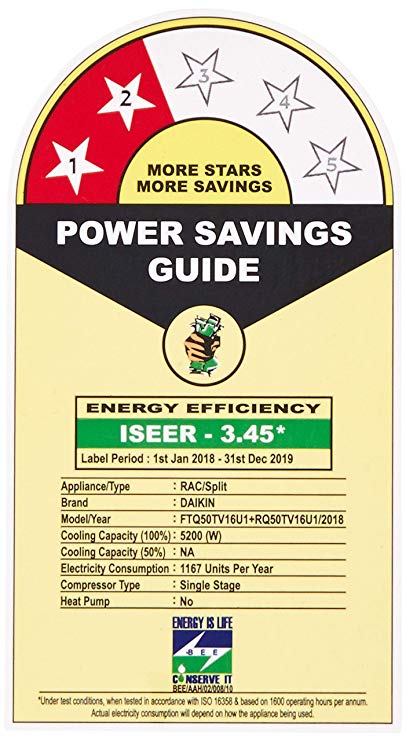 1 2 3 4 5
MORE STARS
MORE SAVINGS
POWER SAVINGS
GUIDE
ENERGY EFFICIENCY
ISEER - 3.45*
Label Period : 1st Jan 2018 - 31st Dec 2019
Appliance/Type : RAC/Split
Brand : DAIKIN
Model/Year : FTQ50TV16U1+RQ50TV16U1/2018
Cooling Capacity (100%) : 5200 (W)
Cooling Capacity (50%) : NA
Electricity Consumption : 1167 Units Per Year
Compressor Type : Single Stage
Heat Pump : No
ENERGY IS LIFE
BEE
CONSERVE IT
BEE/AAH/02/008/10
*Under test conditions, when tested in accordance with ISO 16358 & based on 1600 operating hours per annum.
Actual electricity consumption will depend on how the appliance being used.